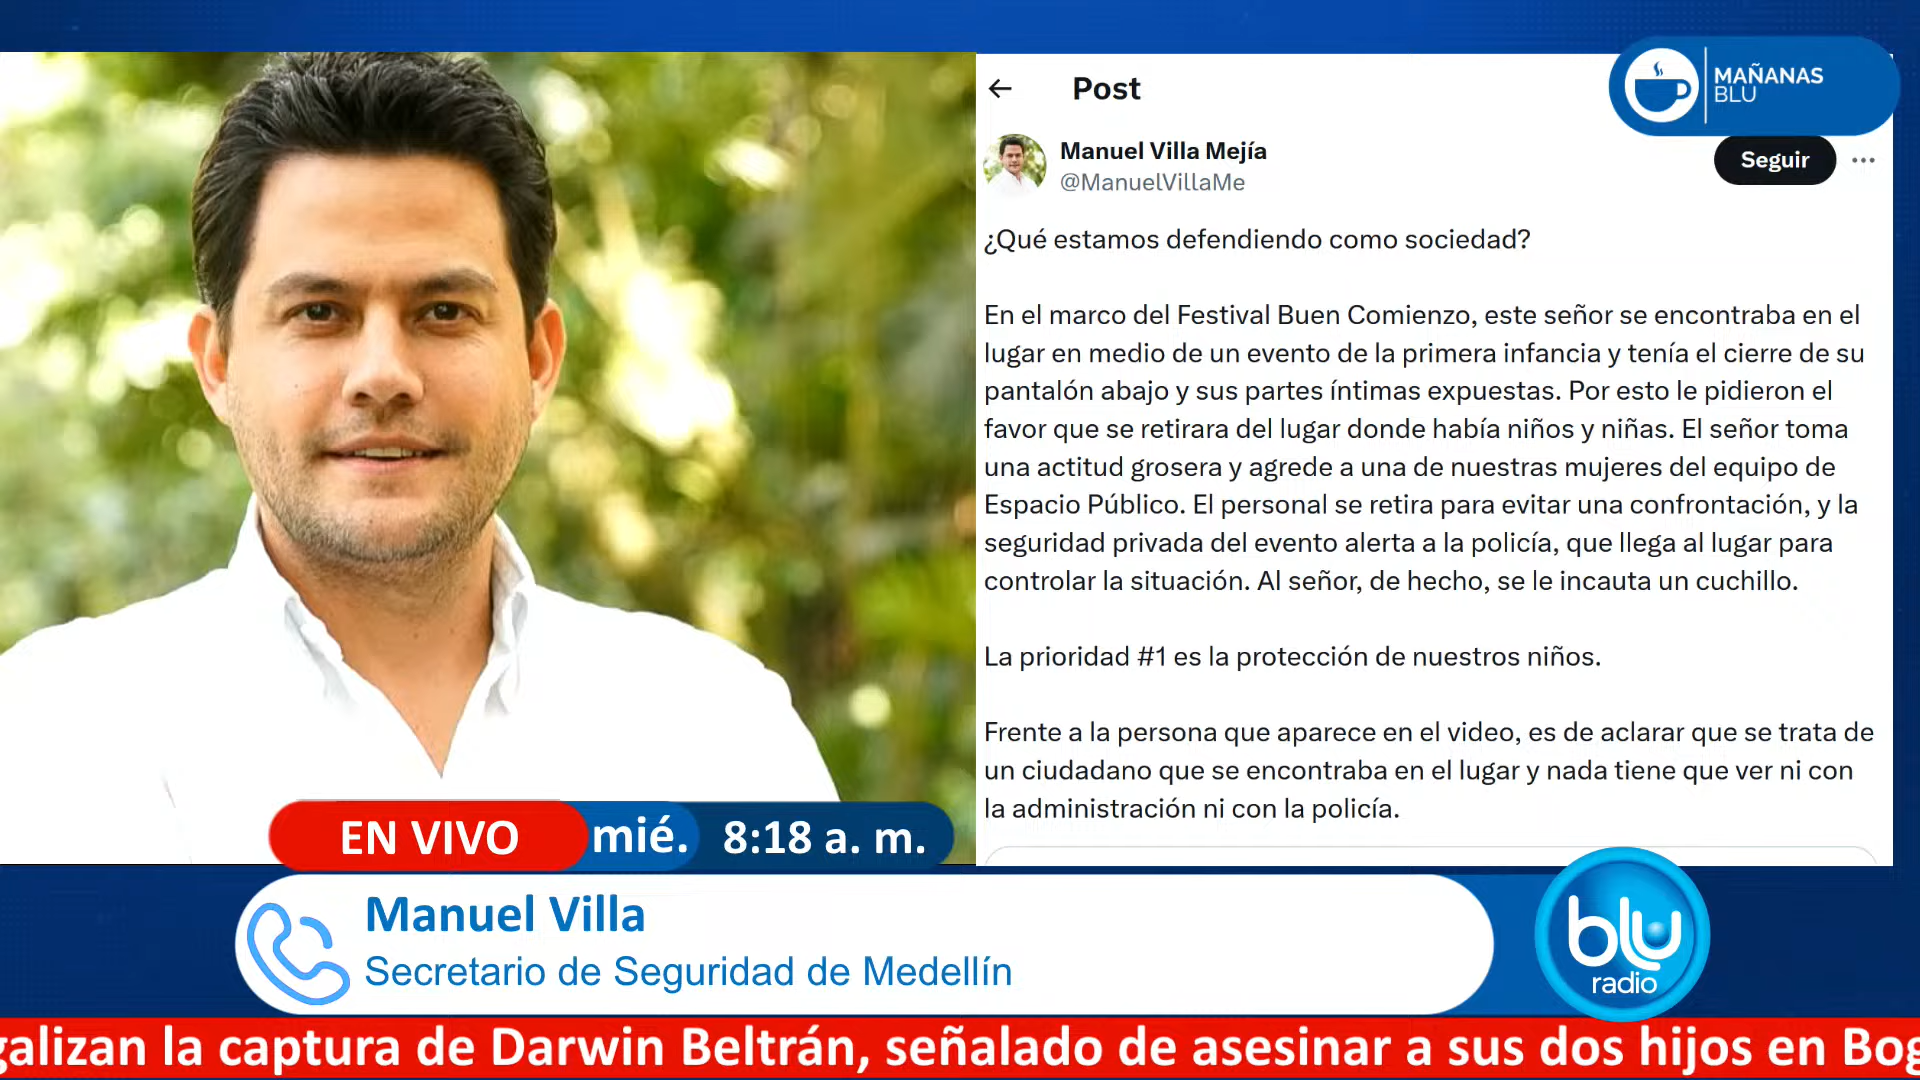 MAÑANAS
BLU
Post
Manuel Villa Mejía
@ManuelVillaMe
Seguir
¿Qué estamos defendiendo como sociedad?
En el marco del Festival Buen Comienzo, este señor se encontraba en el
lugar en medio de un evento de la primera infancia y tenía el cierre de su
pantalón abajo y sus partes íntimas expuestas. Por esto le pidieron el
favor que se retirara del lugar donde había niños y niñas. El señor toma
una actitud grosera y agrede a una de nuestras mujeres del equipo de
Espacio Público. El personal se retira para evitar una confrontación, y la
seguridad privada del evento alerta a la policía, que llega al lugar para
controlar la situación. Al señor, de hecho, se le incauta un cuchillo.
La prioridad #1 es la protección de nuestros niños.
Frente a la persona que aparece en el video, es de aclarar que se trata de
un ciudadano que se encontraba en el lugar y nada tiene que ver ni con
la administración ni con la policía.
EN VIVO mié. 8:18 a. m.
Manuel Villa
Secretario de Seguridad de Medellín
blu
radio
galizan la captura de Darwin Beltrán, señalado de asesinar a sus dos hijos en Bog